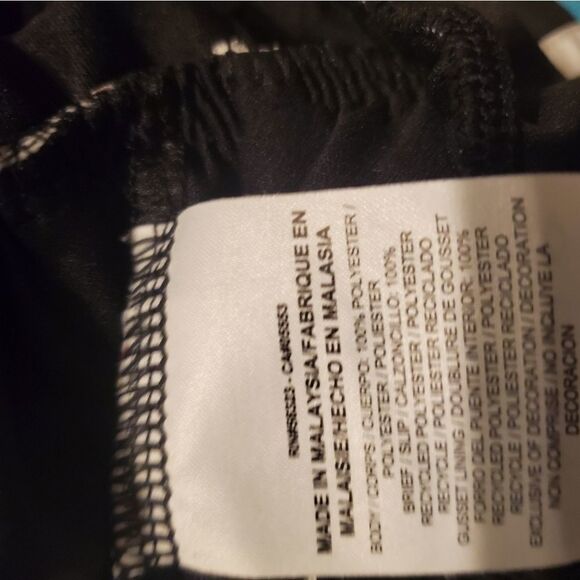 RN#56323 - CA#05553
MADE IN MALAYSIA/FABRIQUE EN
MALAISIE/HECHO EN MALASIA
BODY / CORPS / CUERPO: 100% POLYESTER /
POLYESTER / POLIESTER
BRIEF / SLIP / CALZONCILLO: 100%
RECYCLED POLYESTER / POLYESTER
RECYCLE / POLIESTER RECICLADO
GUSSET LINING / DOUBLURE DE GOUSSET
FORRO DEL PUENTE INTERIOR: 100%
RECYCLED POLYESTER / POLYESTER
RECYCLE / POLIESTER RECICLADO
EXCLUSIVE OF DECORATION / DECORATION
NON COMPRISE / NO INCLUYE LA
DECORACION